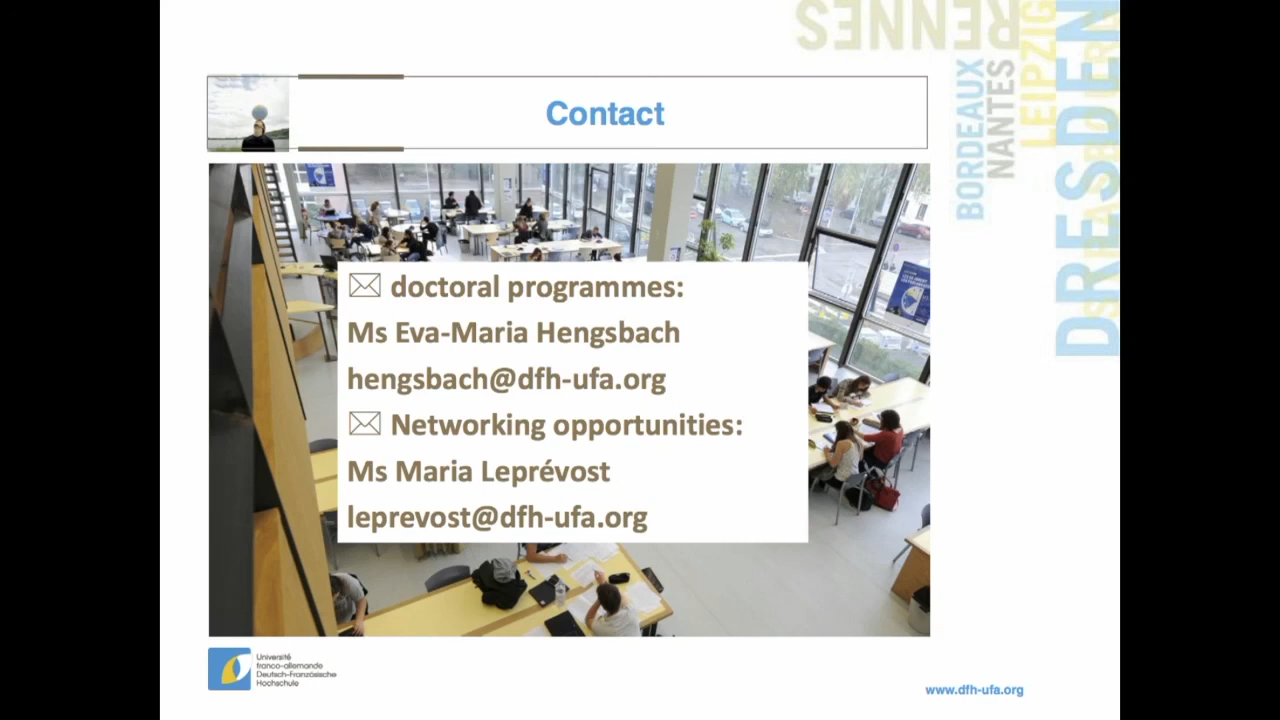 RENNES
BORDEAUX
NANTES
LEIPZIG
DRESDEN
Contact
doctoral programmes:
Ms Eva-Maria Hengsbach
hengsbach@dfh-ufa.org
Networking opportunities:
Ms Maria Leprévost
leprevost@dfh-ufa.org
Université
franco-allemande
Deutsch-Französische
Hochschule
www.dfh-ufa.org